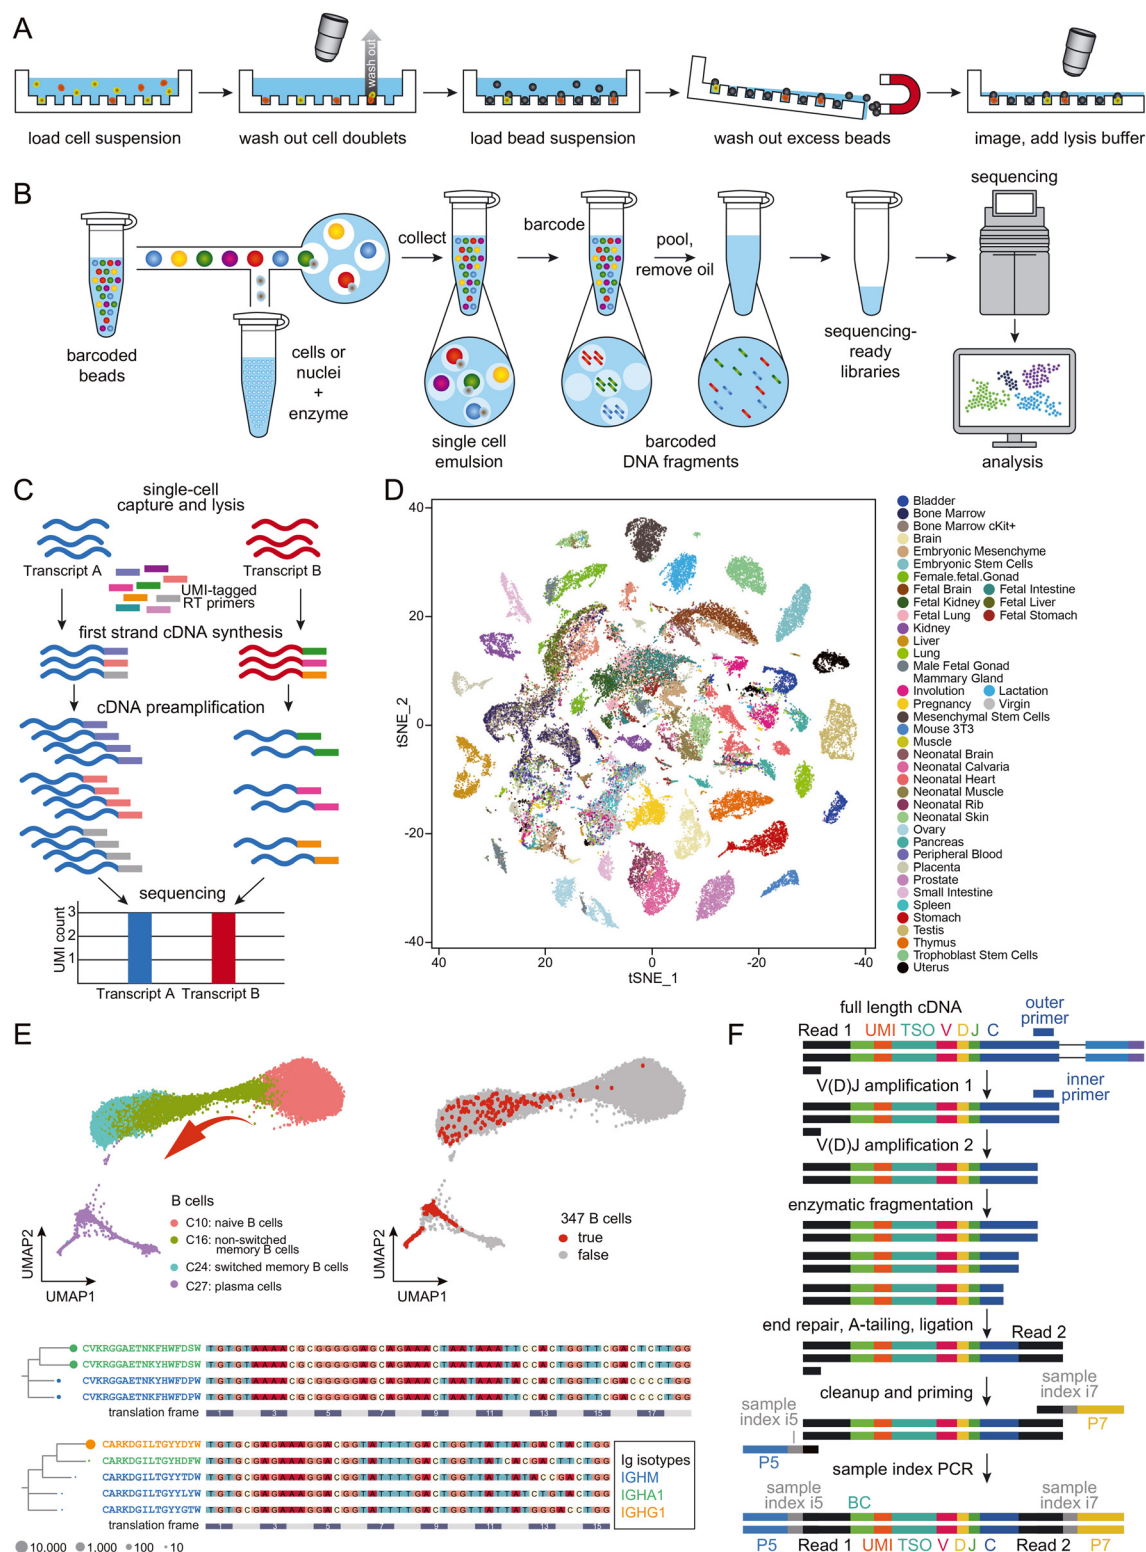 A
wash out
load cell suspension
wash out cell doublets
load bead suspension
wash out excess beads
image, add lysis buffer
B
sequencing
collect
barcode
pool,
remove oil
barcoded
beads
cells or
nuclei
+
enzyme
sequencing-
ready
libraries
single cell
emulsion
barcoded
DNA fragments
analysis
C
single-cell
capture and lysis
Transcript A
Transcript B
UMI-tagged
RT primers
first strand cDNA synthesis
cDNA preamplification
sequencing
UMI count
3
2
1
Transcript A
Transcript B
D
tSNE_2
40
20
0
-20
-40
40
20
0
-20
-40
tSNE_1
Bladder
Bone Marrow
Bone Marrow cKit+
Brain
Embryonic Mesenchyme
Embryonic Stem Cells
Female.fetal.Gonad
Fetal Brain
Fetal Intestine
Fetal Kidney
Fetal Liver
Fetal Lung
Fetal Stomach
Kidney
Liver
Lung
Male Fetal Gonad
Mammary Gland
Involution
Lactation
Pregnancy
Virgin
Mesenchymal Stem Cells
Mouse 3T3
Muscle
Neonatal Brain
Neonatal Calvaria
Neonatal Heart
Neonatal Muscle
Neonatal Rib
Neonatal Skin
Ovary
Pancreas
Peripheral Blood
Placenta
Prostate
Small Intestine
Spleen
Stomach
Testis
Thymus
Trophoblast Stem Cells
Uterus
E
B cells
C10: naive B cells
C16: non-switched
memory B cells
C24: switched memory B cells
C27: plasma cells
UMAP2
UMAP1
347 B cells
true
false
UMAP2
UMAP1
CVKRGGAETNKFHWFDSW
CVKRGGAETNKYHWFDSW
CVKRGGAETNKYHWFDPW
CVKRGGAETNKFHWFDPW
translation frame
1 3 5 7 9 11 13 15 17
CARKDGILTGYYDYW
CARKDGILTGYHDFW
CARKDGILTGYYTDW
CARKDGILTGYYLYW
CARKDGILTGYYGTW
translation frame
1 3 5 7 9 11 13 15
Ig isotypes
IGHM
IGHA1
IGHG1
10.000
1.000
100
10
F
full length cDNA
outer
primer
Read 1 UMI TSO V D J C
V(D)J amplification 1
inner
primer
V(D)J amplification 2
enzymatic fragmentation
end repair, A-tailing, ligation
Read 2
cleanup and priming
sample
index i7
P7
sample
index i5
P5
sample index PCR
sample
index i5
BC
sample
index i7
P5 Read 1 UMI TSO V D J C Read 2 P7